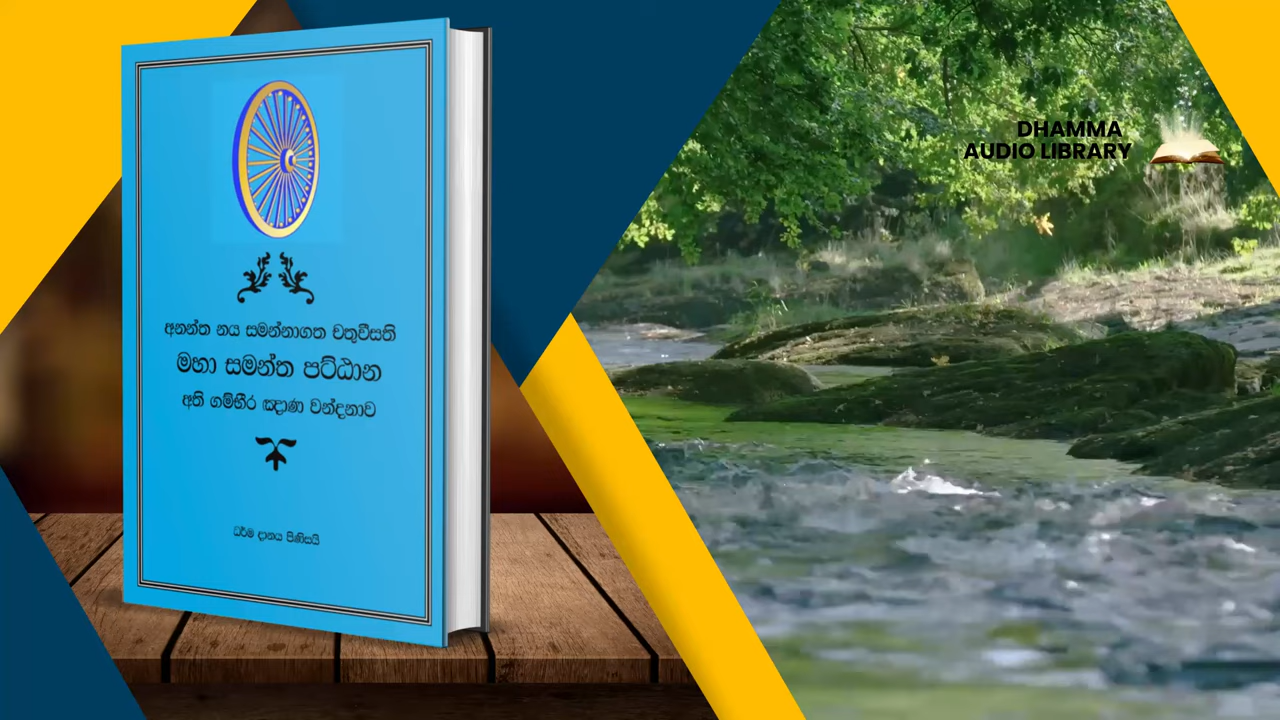 අනන්ත නය සමන්නාගත චතුවීසති
මහා සමන්ත පට්ඨාන
අති ගම්භීර ඤාණ වන්දනාව
ධර්ම දානය පිණිසයි
DHAMMA
AUDIO LIBRARY